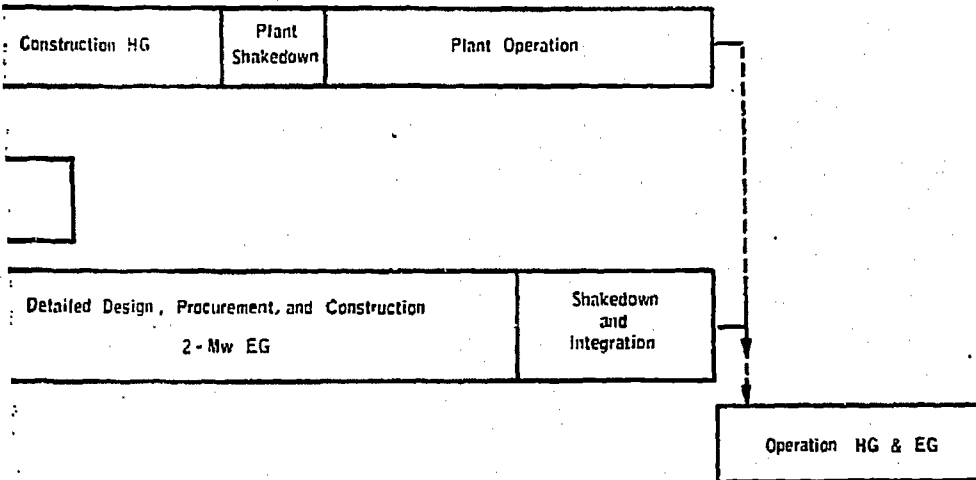 Construction HG
Plant
Shakedown
Plant Operation
Detailed Design, Procurement, and Construction
2-Mw EG
Shakedown
and
Integration
Operation HG & EG